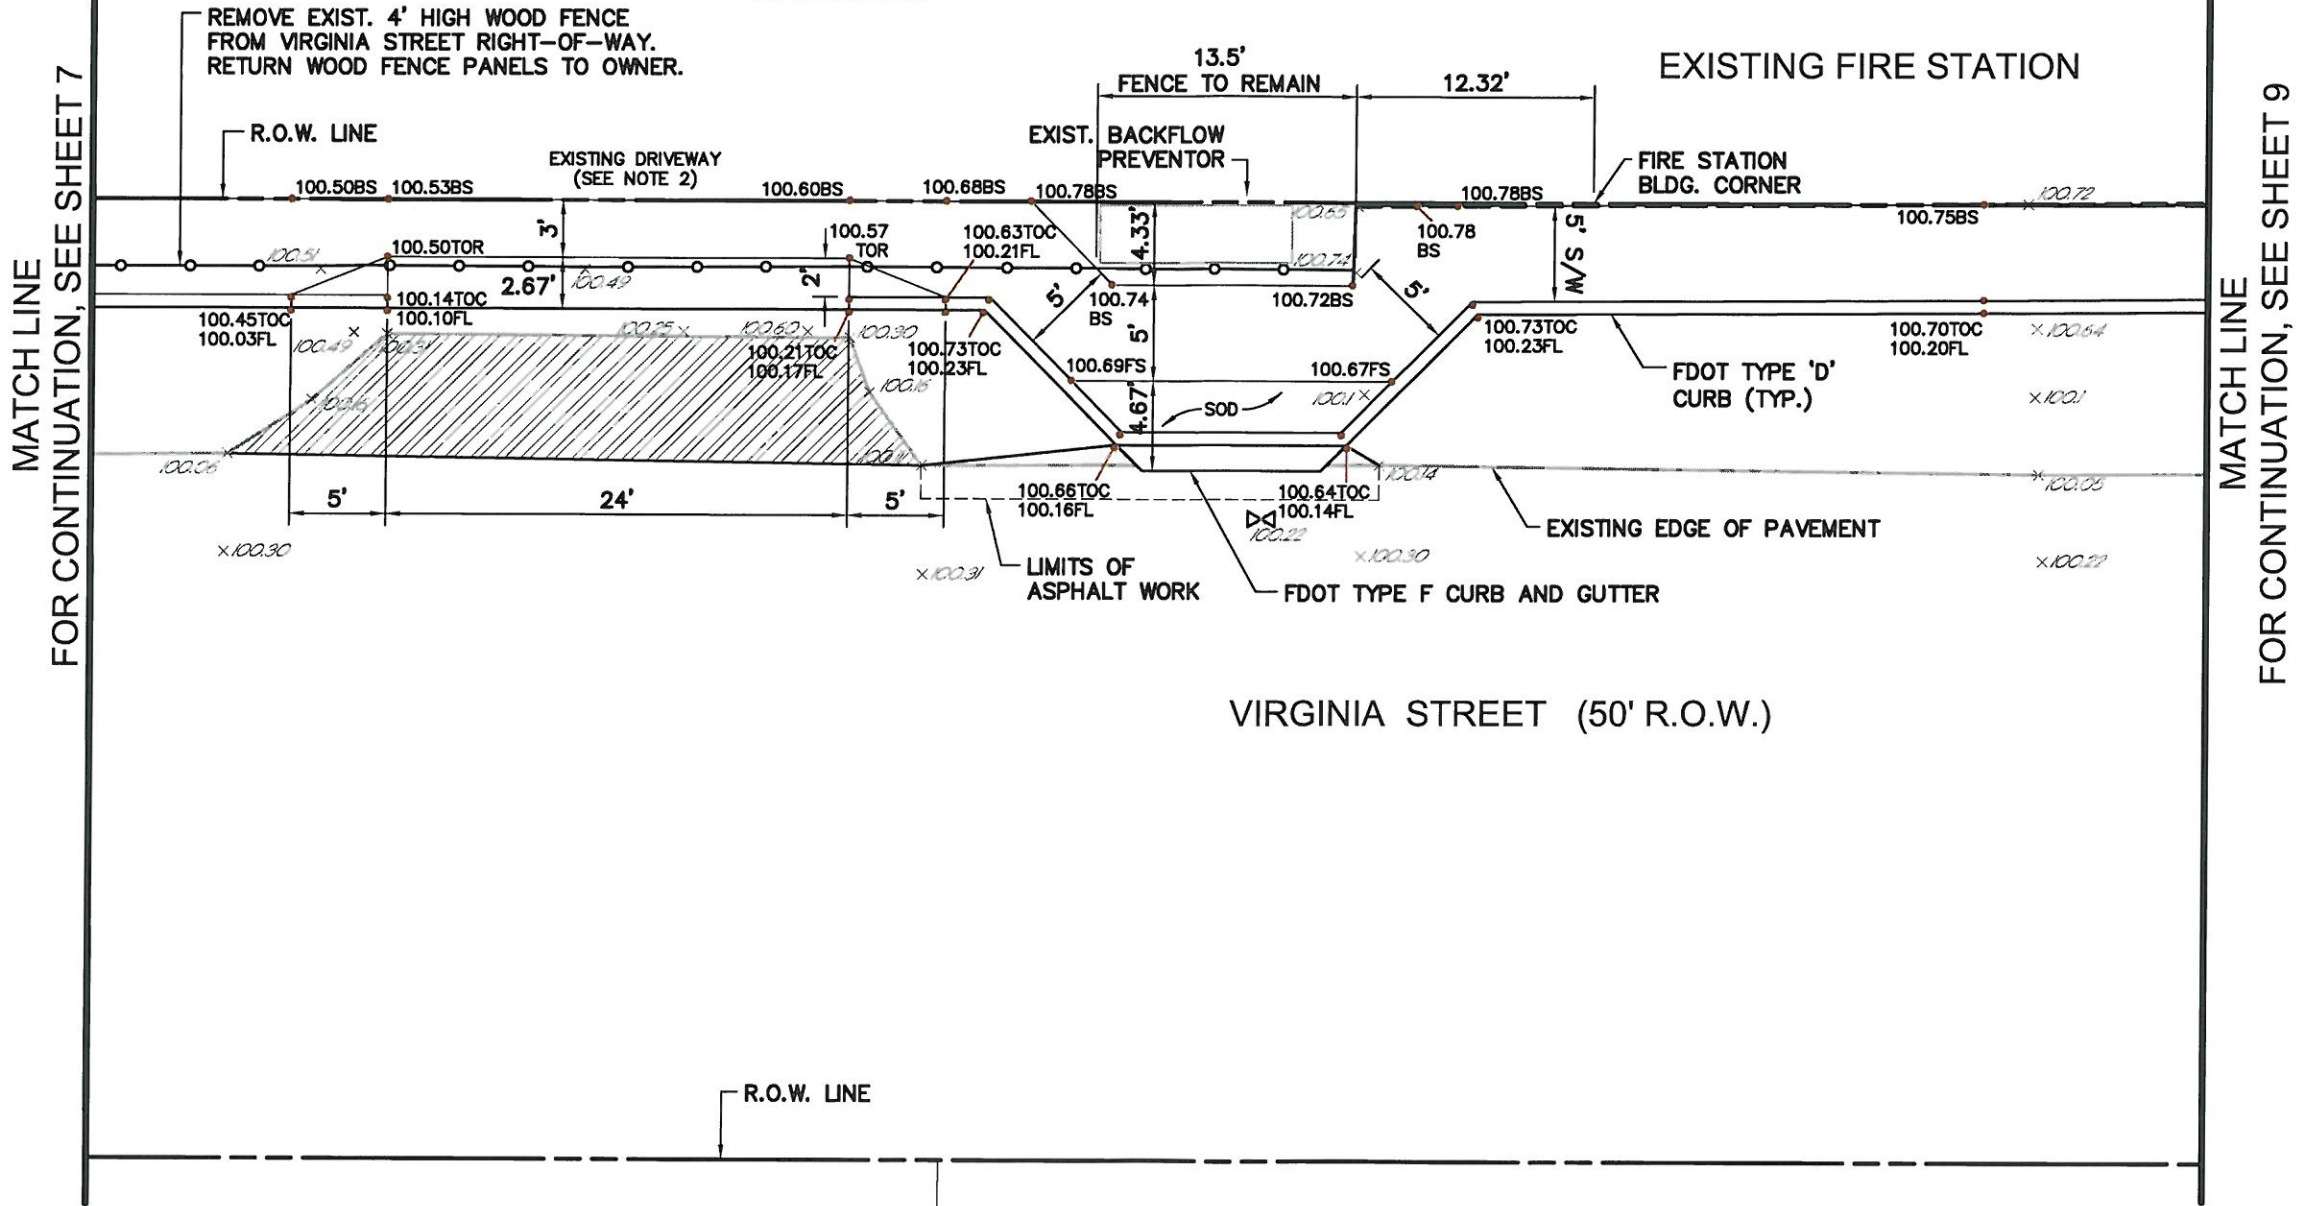 REMOVE EXIST. 4' HIGH WOOD FENCE
FROM VIRGINIA STREET RIGHT-OF-WAY.
RETURN WOOD FENCE PANELS TO OWNER.
13.5'
FENCE TO REMAIN
12.32'
EXISTING FIRE STATION
MATCH LINE
FOR CONTINUATION, SEE SHEET 7
R.O.W. LINE
EXISTING DRIVEWAY
(SEE NOTE 2)
EXIST. BACKFLOW
PREVENTOR
FIRE STATION
BLDG. CORNER
100.50BS
100.53BS
100.60BS
100.68BS
100.78BS
100.78BS
100.72
100.75BS
100.65
100.78
BS
3'
4.33'
5' S/W
100.50TOR
100.57
TOR
100.63TOC
100.21FL
100.51
100.49
100.74
2.67'
2'
5'
5'
100.74
BS
100.72BS
100.14TOC
100.10FL
100.45TOC
100.03FL
100.49
100.25
100.60
100.30
100.21TOC
100.17FL
100.73TOC
100.23FL
5'
100.73TOC
100.23FL
100.70TOC
100.20FL
100.64
100.69FS
100.67FS
FDOT TYPE 'D'
CURB (TYP.)
100.16
100.1
100.1
4.67'
SOD
100.06
100.14
100.05
5'
24'
5'
100.66TOC
100.16FL
100.64TOC
100.14FL
100.22
EXISTING EDGE OF PAVEMENT
100.30
100.31
100.30
100.22
LIMITS OF
ASPHALT WORK
FDOT TYPE F CURB AND GUTTER
VIRGINIA STREET (50' R.O.W.)
R.O.W. LINE
MATCH LINE
FOR CONTINUATION, SEE SHEET 9